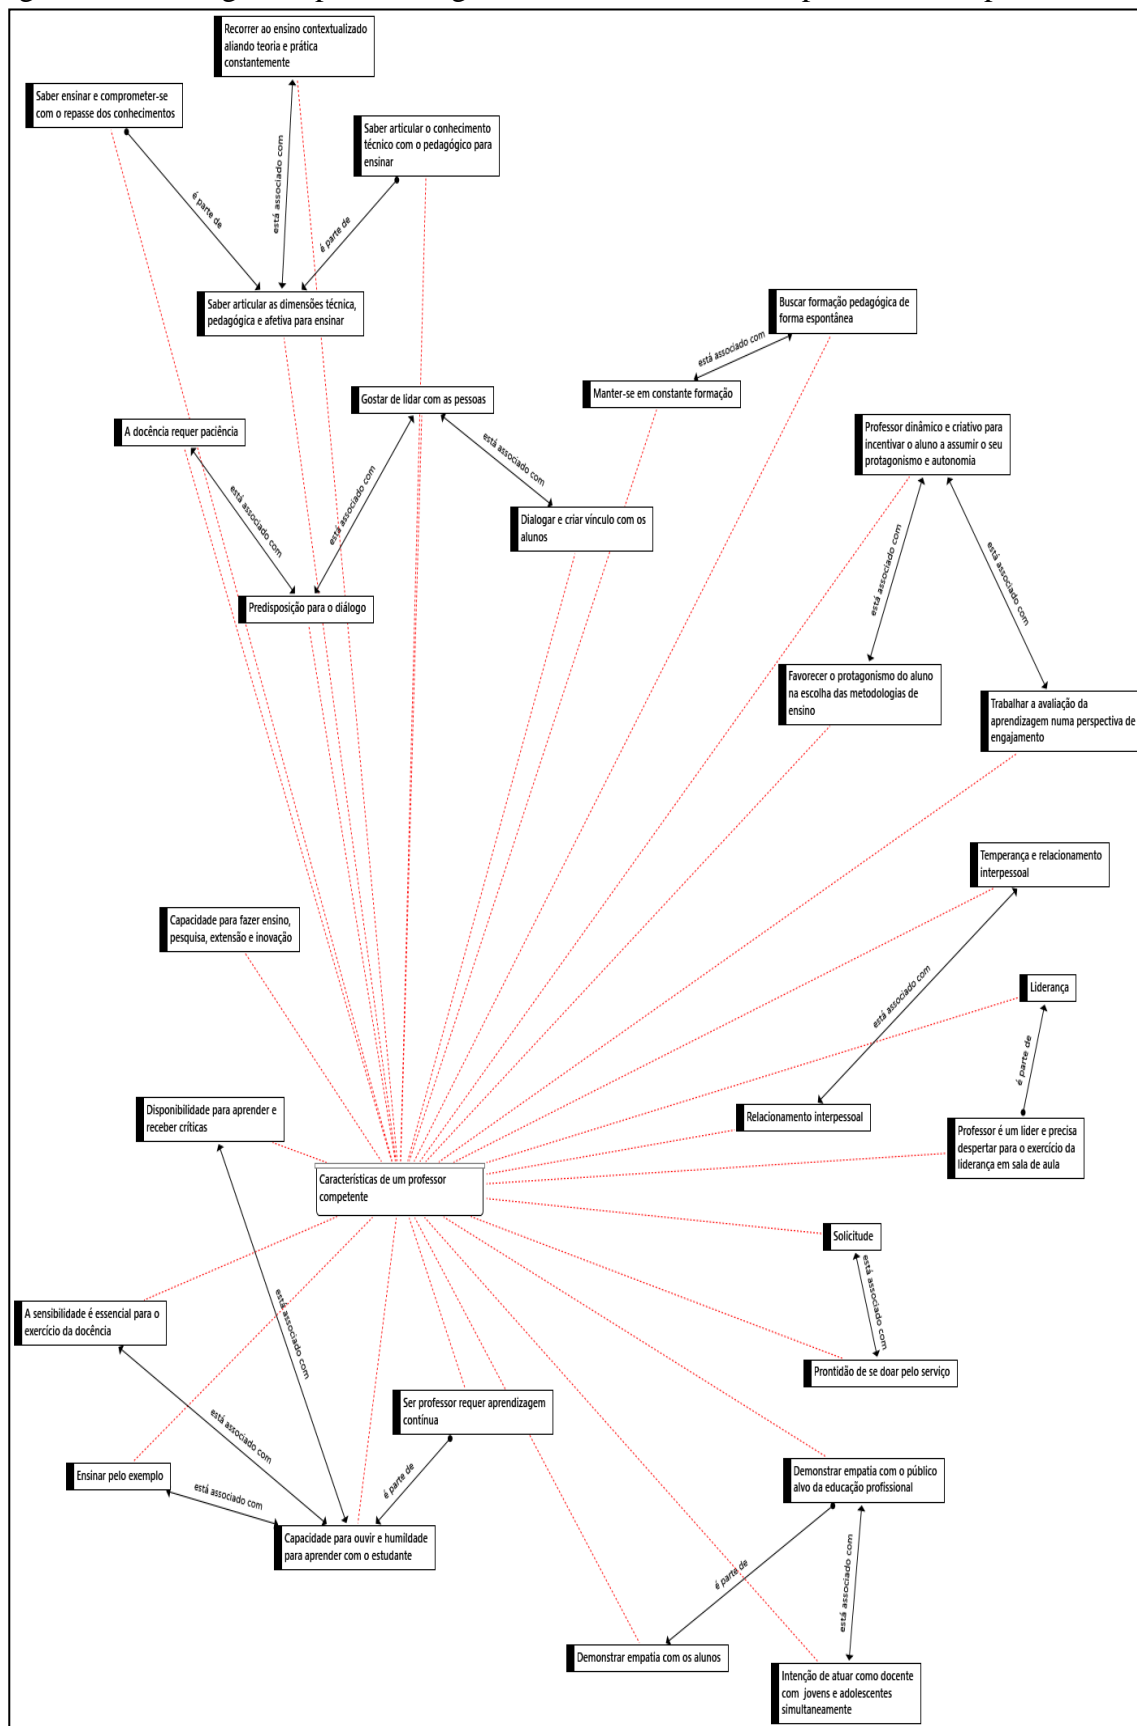 Recorrer ao ensino contextualizado
aliando teoria e prática
constantemente
Saber ensinar e comprometer-se
com o repasse dos conhecimentos
Saber articular o conhecimento
técnico com o pedagógico para
ensinar
é parte de
está associado com
é parte de
Saber articular as dimensões técnica,
pedagógica e afetiva para ensinar
Buscar formação pedagógica de
forma espontânea
está associado com
Manter-se em constante formação
Gostar de lidar com as pessoas
A docência requer paciência
Professor dinâmico e criativo para
incentivar o aluno a assumir o seu
protagonismo e autonomia
está associado com
está associado com
está associado com
Dialogar e criar vínculo com os
alunos
está associado com
está associado com
Predisposição para o diálogo
Favorecer o protagonismo do aluno
na escolha das metodologias de
ensino
Trabalhar a avaliação da
aprendizagem numa perspectiva de
engajamento
Temperança e relacionamento
interpessoal
Capacidade para fazer ensino,
pesquisa, extensão e inovação
está associado com
Liderança
é parte de
Disponibilidade para aprender e
receber críticas
Relacionamento interpessoal
Professor é um líder e precisa
despertar para o exercício da
liderança em sala de aula
Características de um professor
competente
Solicitude
está associado com
Prontidão de se doar pelo serviço
A sensibilidade é essencial para o
exercício da docência
está associado com
está associado com
Ser professor requer aprendizagem
contínua
é parte de
Ensinar pelo exemplo
está associado com
Capacidade para ouvir e humildade
para aprender com o estudante
Demonstrar empatia com o público
alvo da educação profissional
é parte de
está associado com
Demonstrar empatia com os alunos
Intenção de atuar como docente
com jovens e adolescentes
simultaneamente